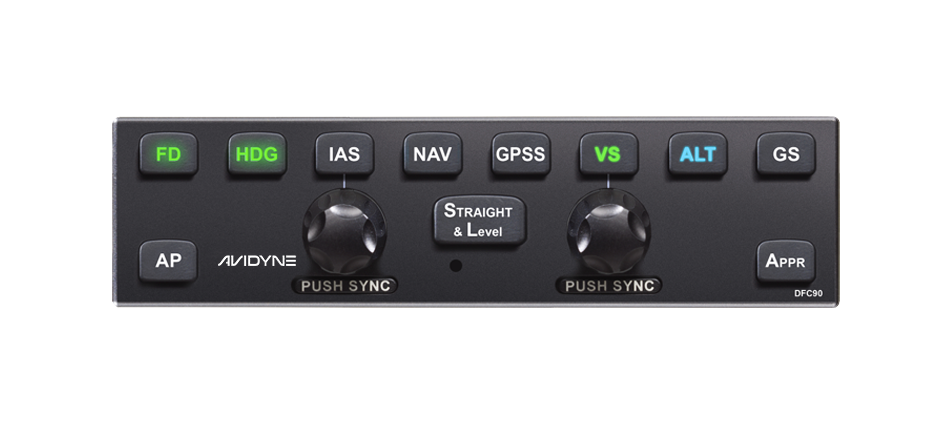 FD HDG IAS NAV GPSS VS ALT GS
STRAIGHT
& LEVEL
AP AVIDYNE APPR
PUSH SYNC PUSH SYNC
DFC90